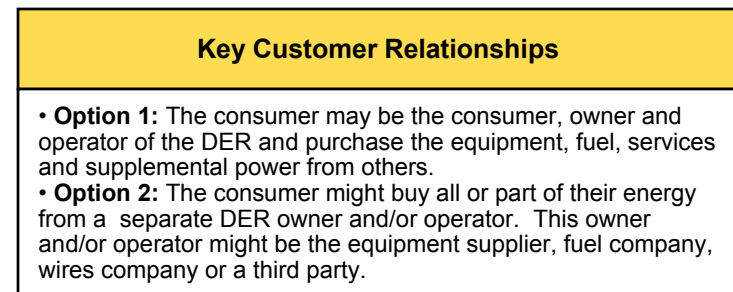 Key Customer Relationships
• Option 1: The consumer may be the consumer, owner and
operator of the DER and purchase the equipment, fuel, services
and supplemental power from others.
• Option 2: The consumer might buy all or part of their energy
from a  separate DER owner and/or operator.  This owner
and/or operator might be the equipment supplier, fuel company,
wires company or a third party.